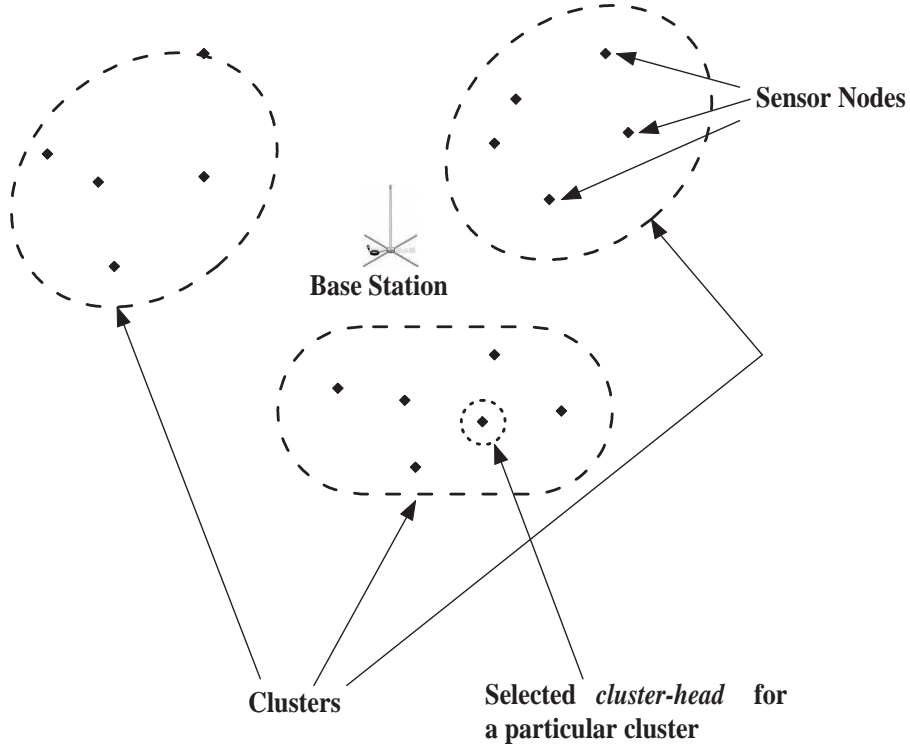 Sensor Nodes
Base Station
Clusters
Selected cluster-head for
a particular cluster